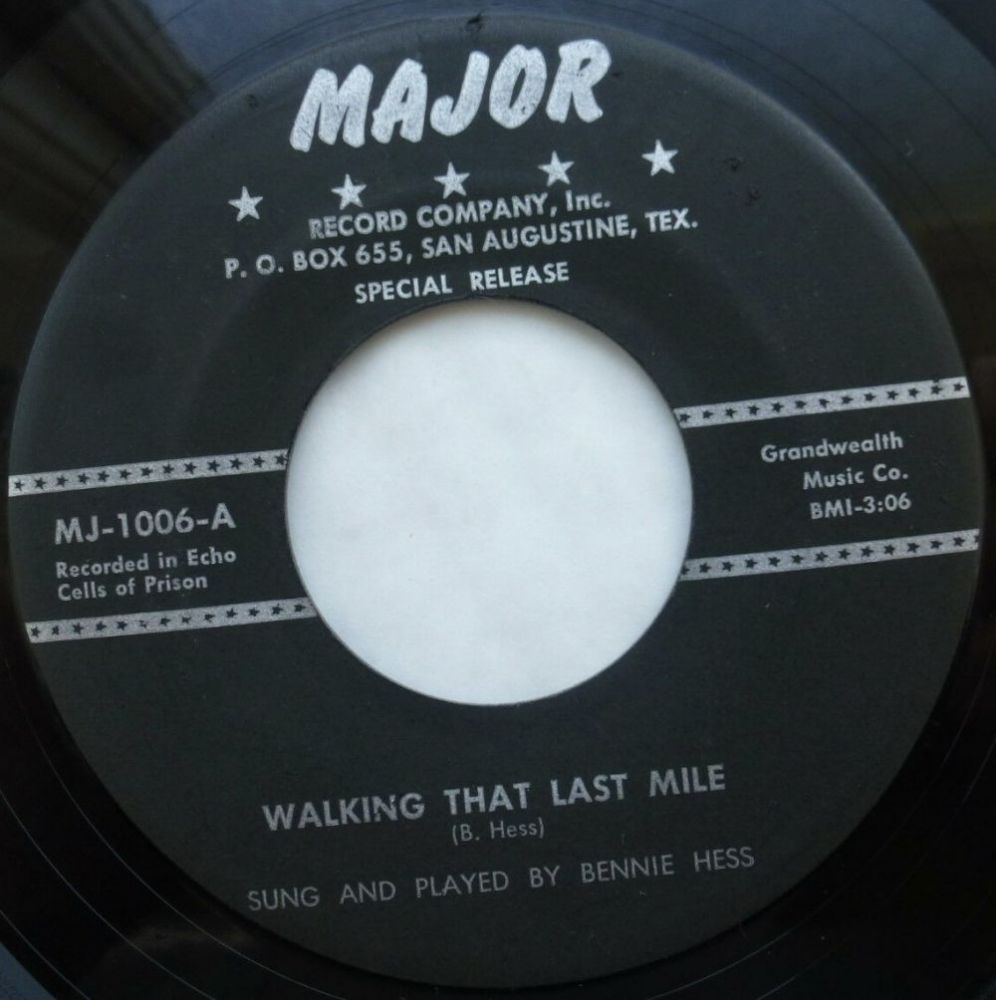 MAJOR
RECORD COMPANY, Inc.
P. O. BOX 655, SAN AUGUSTINE, TEX.
SPECIAL RELEASE
MJ-1006-A
Recorded in Echo
Cells of Prison
Grandwealth
Music Co.
BMI-3:06
WALKING THAT LAST MILE
(B. Hess)
SUNG AND PLAYED BY BENNIE HESS